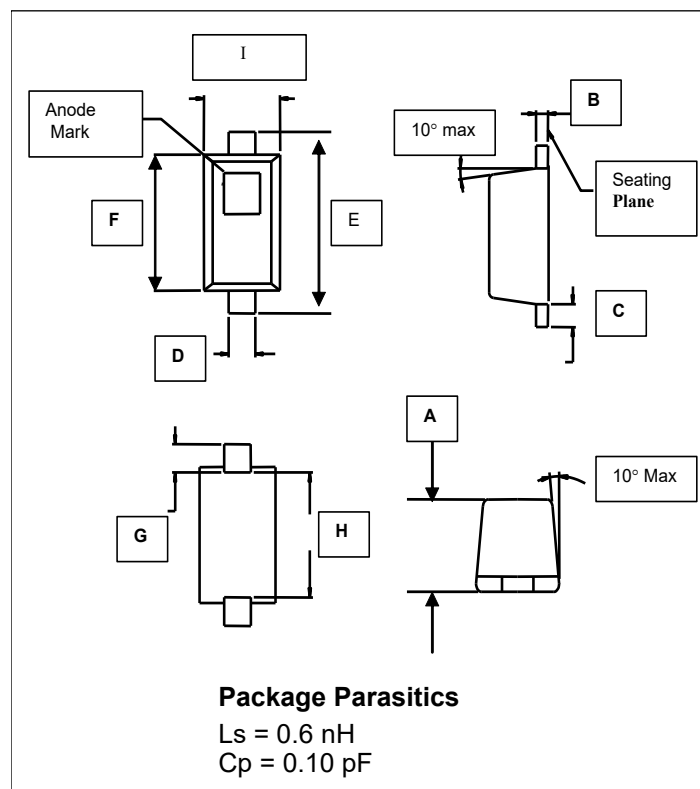 I
Anode
Mark
B
10° max
Seating
Plane
F
E
C
D
A
10° Max
G
H
Package Parasitics
Ls = 0.6 nH
Cp = 0.10 pF